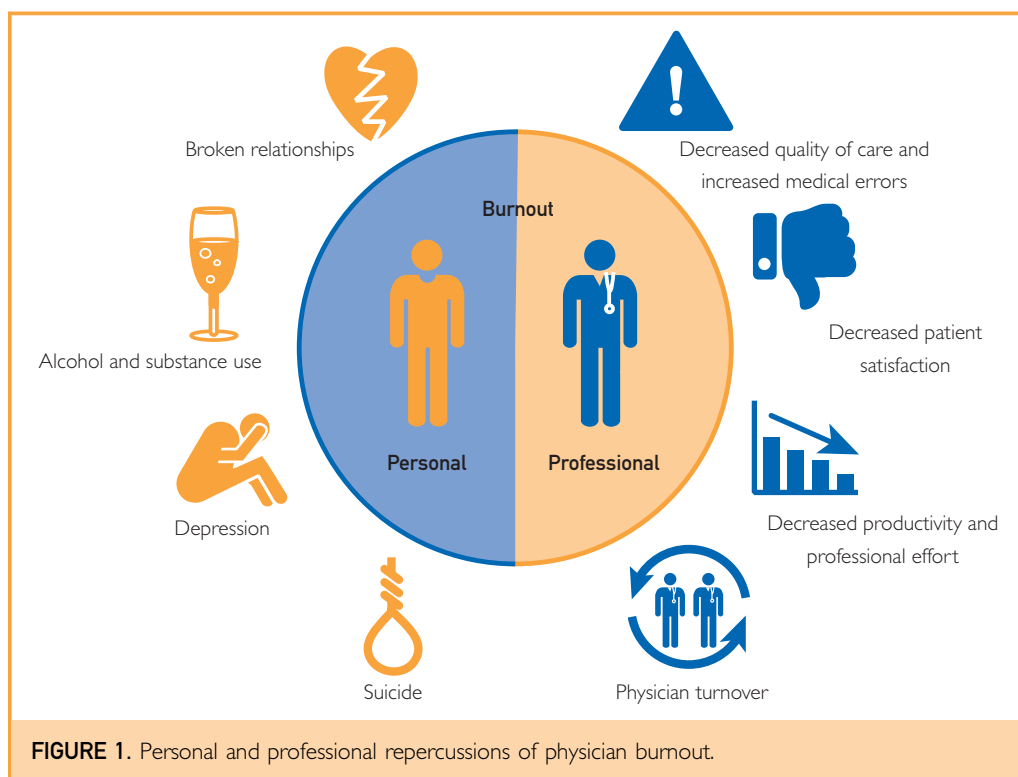 Broken relationships
Decreased quality of care and
increased medical errors
Burnout
Alcohol and substance use
Decreased patient
satisfaction
Personal
Professional
Depression
Decreased productivity and
professional effort
Suicide
Physician turnover
FIGURE 1. Personal and professional repercussions of physician burnout.